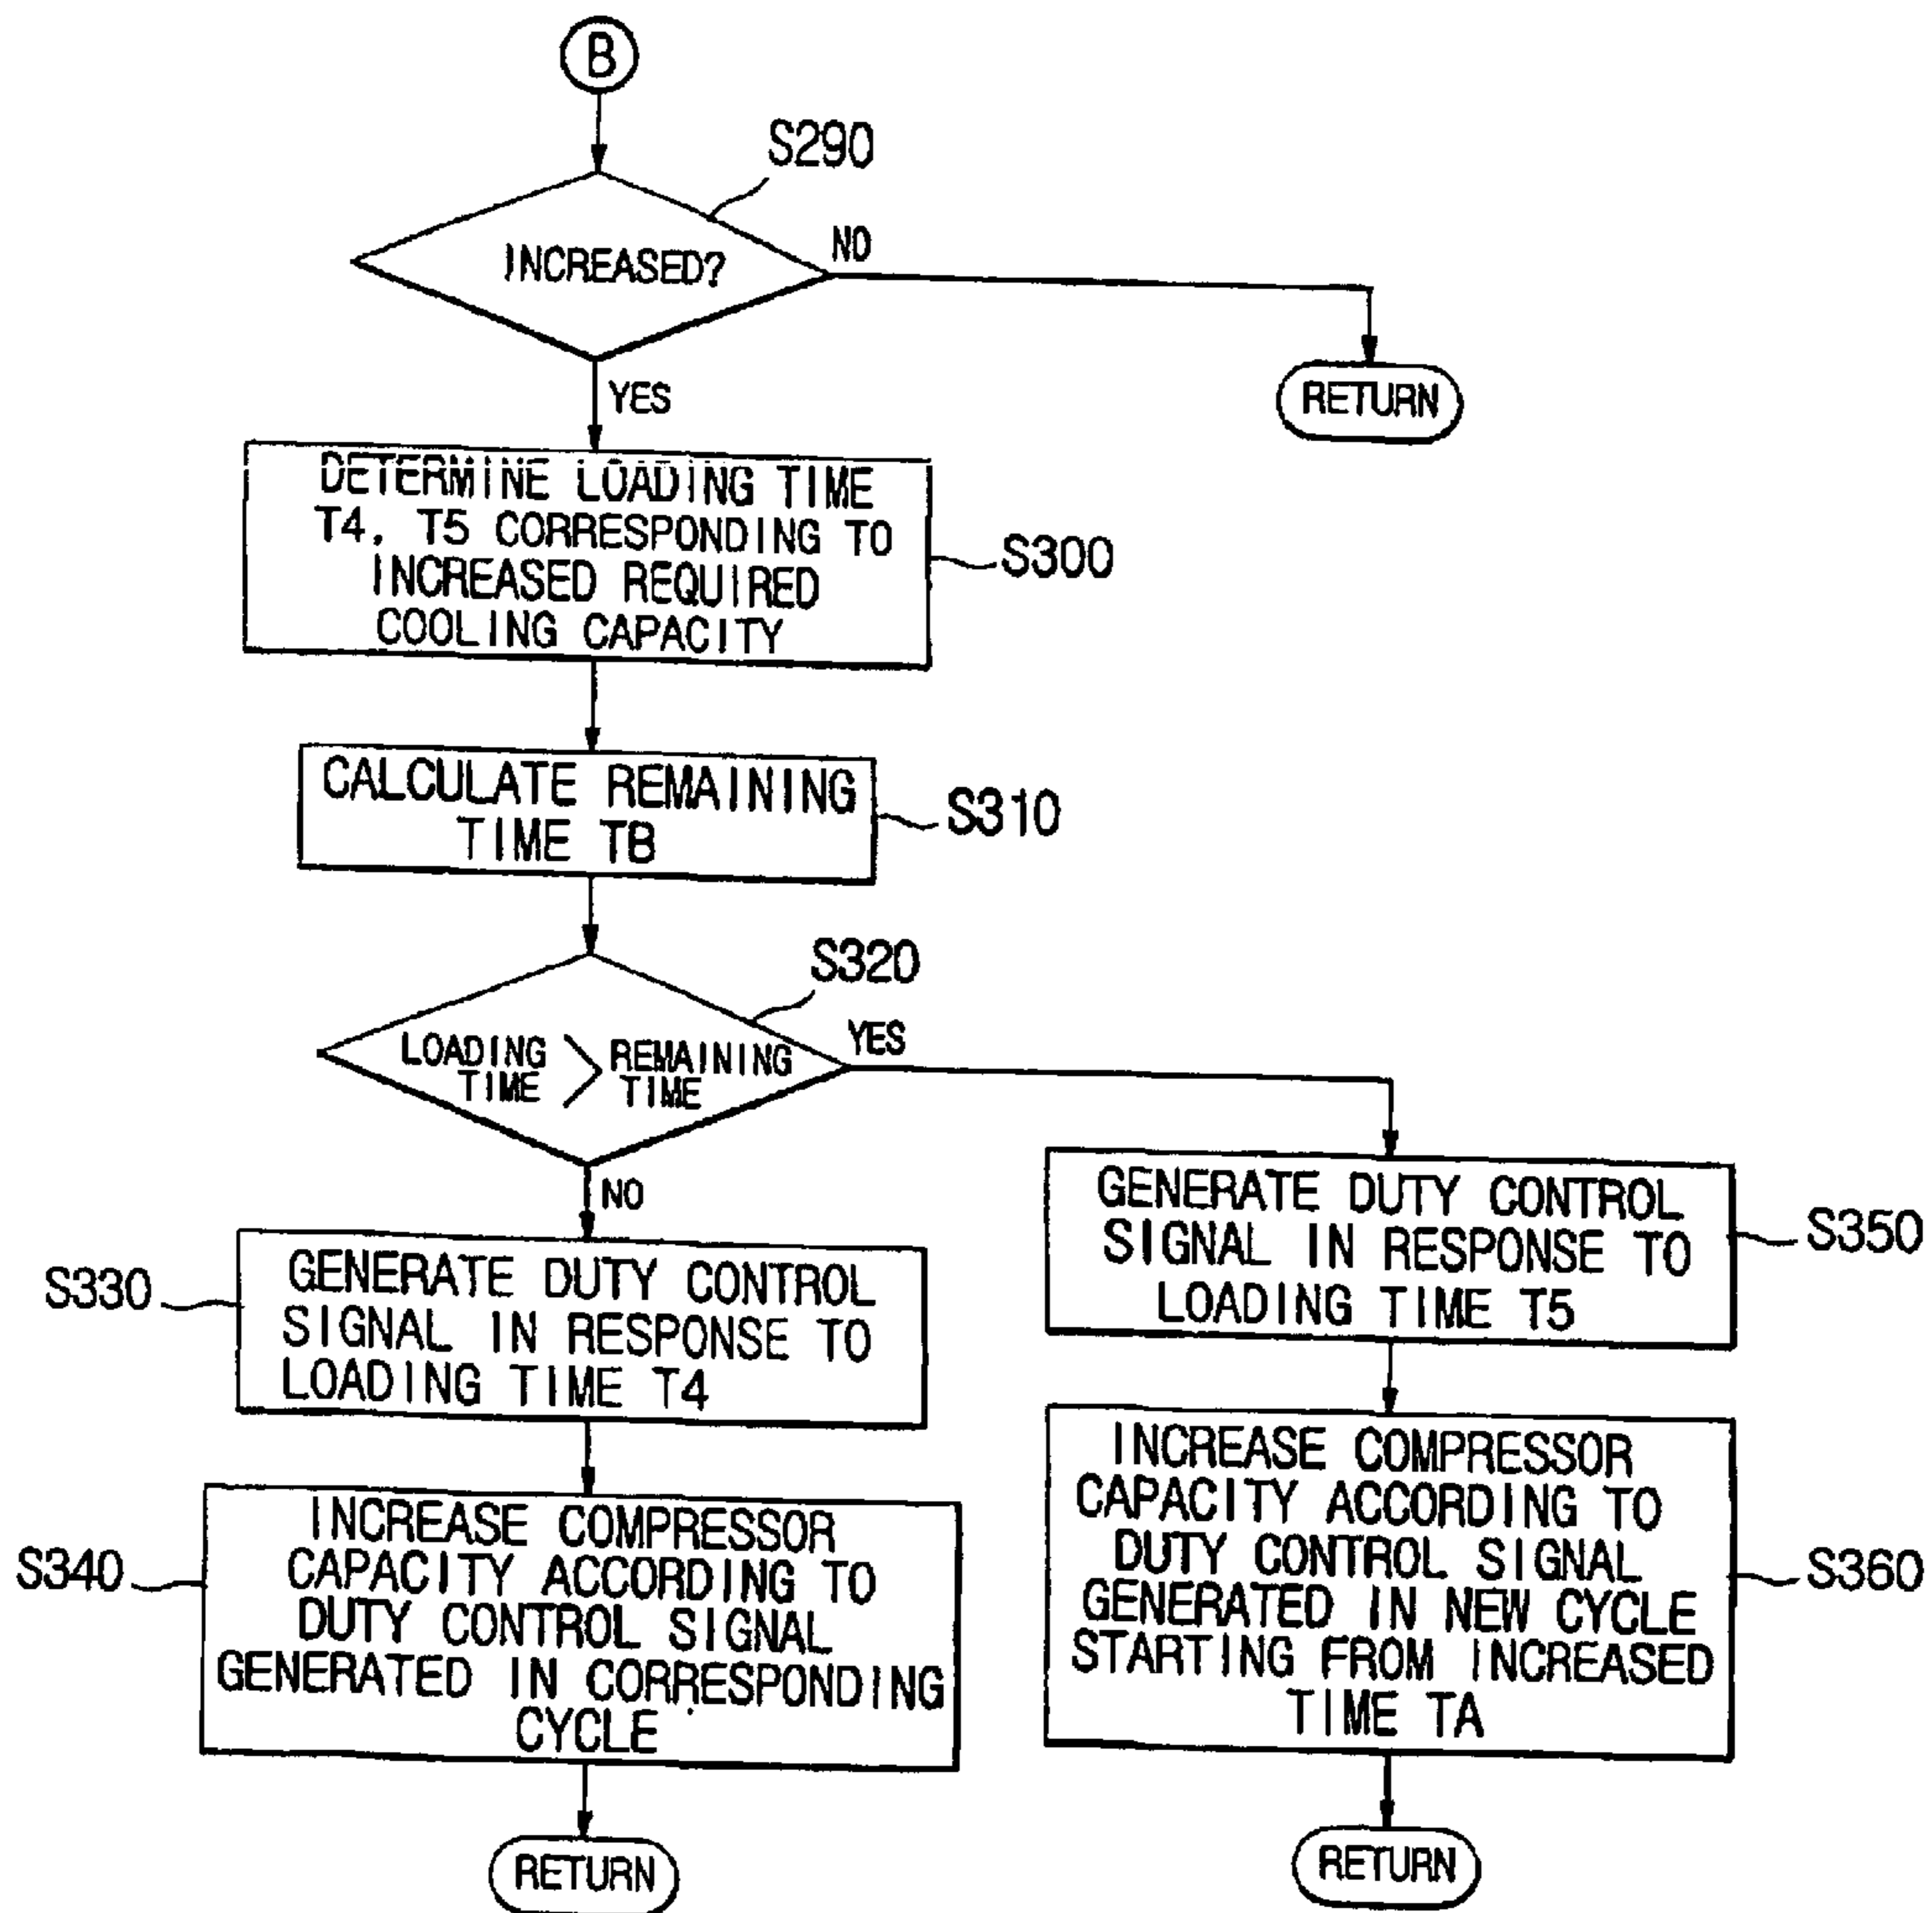 B
S290
INCREASED?
NO
RETURN
YES
DETERMINE LOADING TIME
T4, T5 CORRESPONDING TO
INCREASED REQUIRED
COOLING CAPACITY
S300
CALCULATE REMAINING
TIME TB
S310
S320
LOADING
TIME
>
REMAINING
TIME
YES
NO
S330
GENERATE DUTY CONTROL
SIGNAL IN RESPONSE TO
LOADING TIME T4
GENERATE DUTY CONTROL
SIGNAL IN RESPONSE TO
LOADING TIME T5
S350
S340
INCREASE COMPRESSOR
CAPACITY ACCORDING TO
DUTY CONTROL SIGNAL
GENERATED IN CORRESPONDING
CYCLE
INCREASE COMPRESSOR
CAPACITY ACCORDING TO
DUTY CONTROL SIGNAL
GENERATED IN NEW CYCLE
STARTING FROM INCREASED
TIME TA
S360
RETURN
RETURN